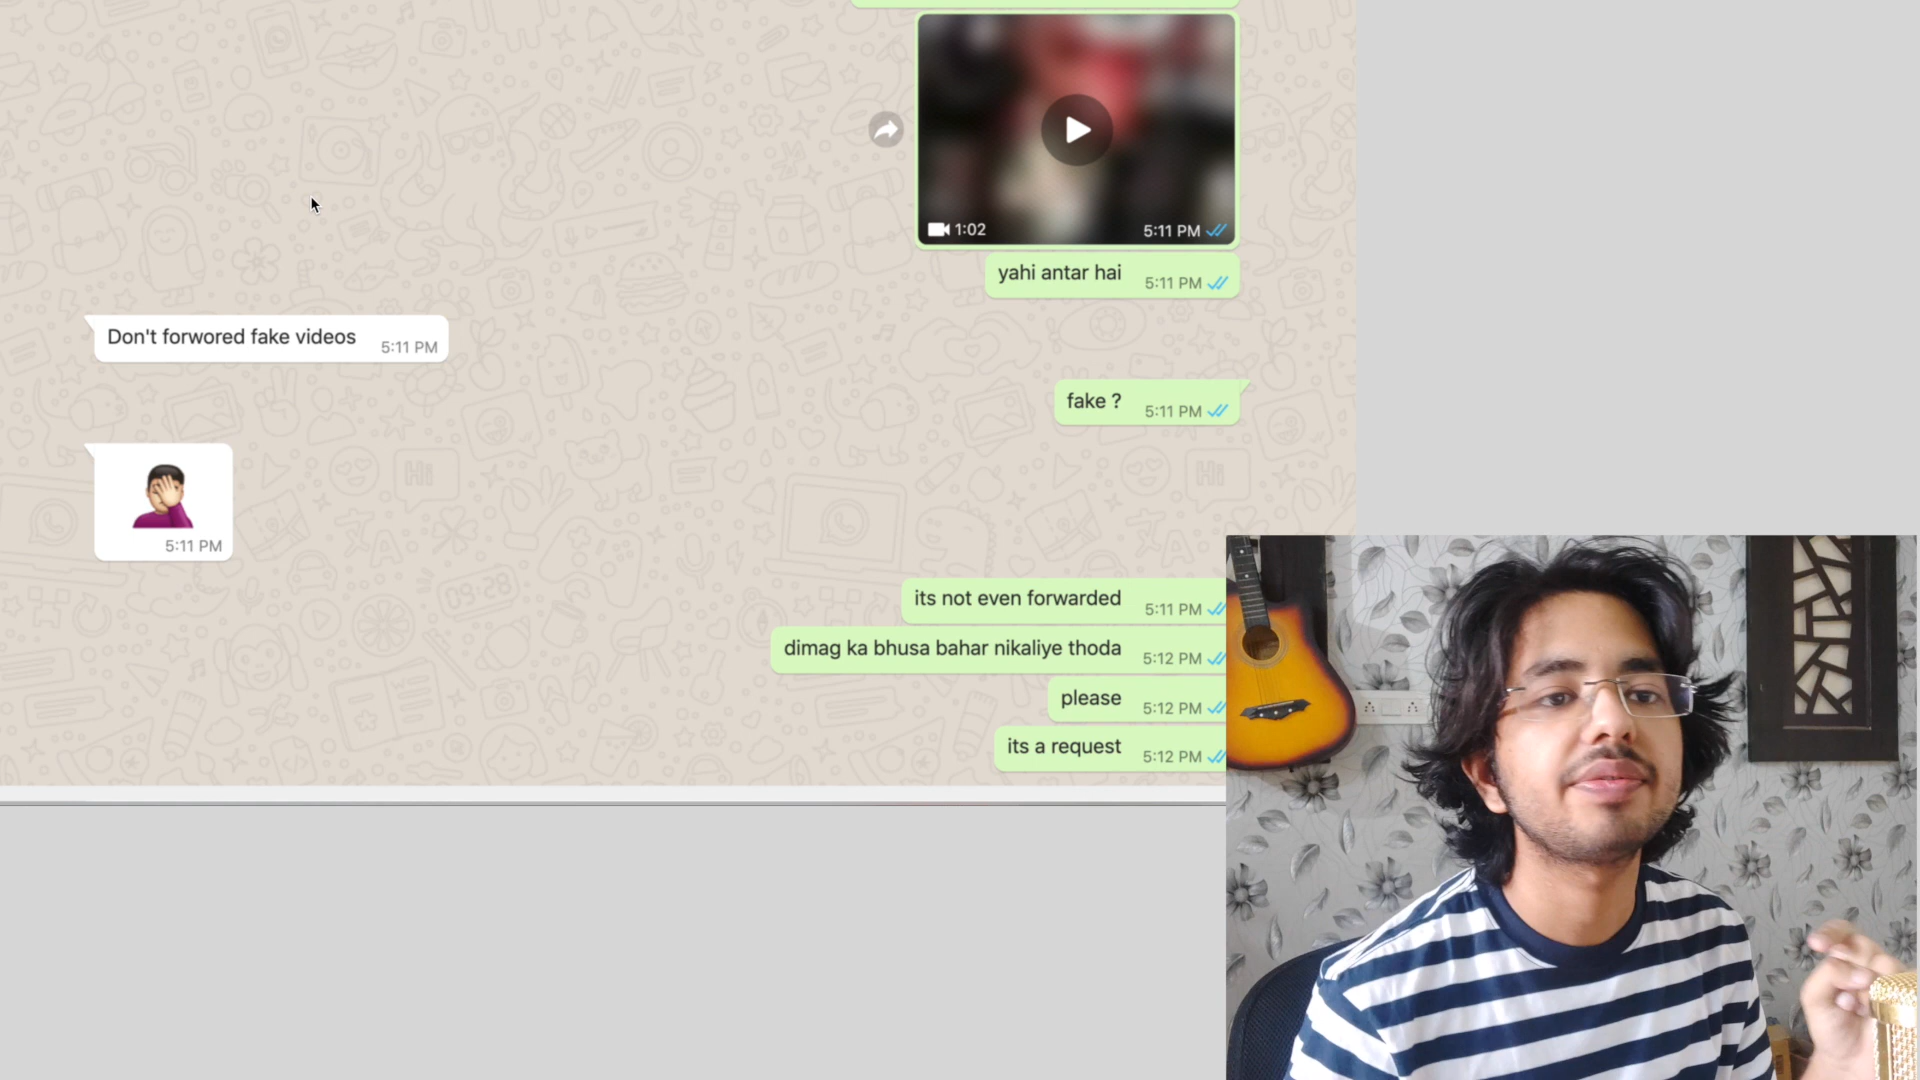 1:02
5:11 PM
yahi antar hai
5:11 PM
Don't forwored fake videos
5:11 PM
fake ?
5:11 PM
5:11 PM
its not even forwarded
5:11 PM
dimag ka bhusa bahar nikaliye thoda
5:12 PM
please
5:12 PM
its a request
5:12 PM